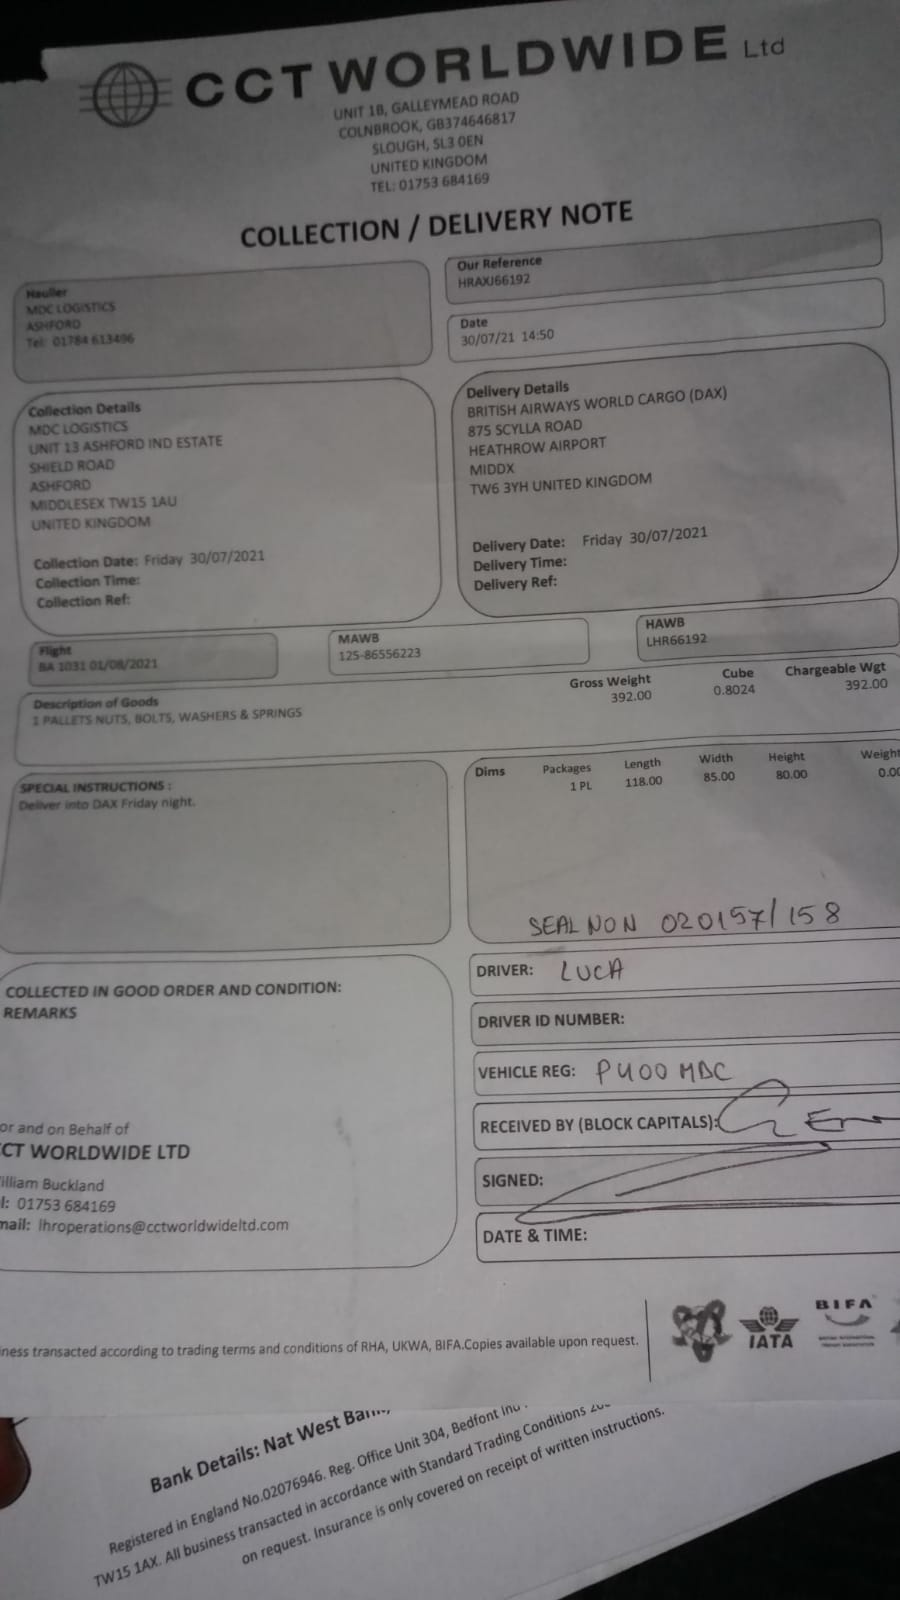 CCT WORLDWIDE Ltd
UNIT 1B, GALLEYMEAD ROAD
COLNBROOK, GB374646817
SLOUGH, SL3 0EN
UNITED KINGDOM
TEL: 01753 684169
COLLECTION / DELIVERY NOTE
Haulier
MDC LOGISTICS
ASHFORD
Tel: 01784 613496
Our Reference
HRAXJ66192
Date
30/07/21 14:50
Collection Details
MDC LOGISTICS
UNIT 13 ASHFORD IND ESTATE
SHIELD ROAD
ASHFORD
MIDDLESEX TW15 1AU
UNITED KINGDOM
Collection Date: Friday 30/07/2021
Collection Time:
Collection Ref:
Delivery Details
BRITISH AIRWAYS WORLD CARGO (DAX)
875 SCYLLA ROAD
HEATHROW AIRPORT
MIDDX
TW6 3YH UNITED KINGDOM
Delivery Date: Friday 30/07/2021
Delivery Time:
Delivery Ref:
Flight
BA 1031 01/08/2021
MAWB
125-86556223
HAWB
LHR66192
Description of Goods
1 PALLETS NUTS, BOLTS, WASHERS & SPRINGS
Gross Weight Cube Chargeable Wgt
392.00 0.8024 392.00
SPECIAL INSTRUCTIONS :
Deliver into DAX Friday night.
Dims Packages Length Width Height Weight
1 PL 118.00 85.00 80.00 0.00
SEAL NON 020157/158
COLLECTED IN GOOD ORDER AND CONDITION:
REMARKS
DRIVER: LUCA
DRIVER ID NUMBER:
VEHICLE REG: P400 MDC
RECEIVED BY (BLOCK CAPITALS):
SIGNED:
DATE & TIME:
or and on Behalf of
CCT WORLDWIDE LTD
illiam Buckland
l: 01753 684169
mail: lhroperations@cctworldwideltd.com
iness transacted according to trading terms and conditions of RHA, UKWA, BIFA.Copies available upon request.
IATA
BIFA
Bank Details: Nat West Bank,
Registered in England No.02076946. Reg. Office Unit 304, Bedfont
TW15 1AX. All business transacted in accordance with Standard Trading Conditions
on request. Insurance is only covered on receipt of written instructions.